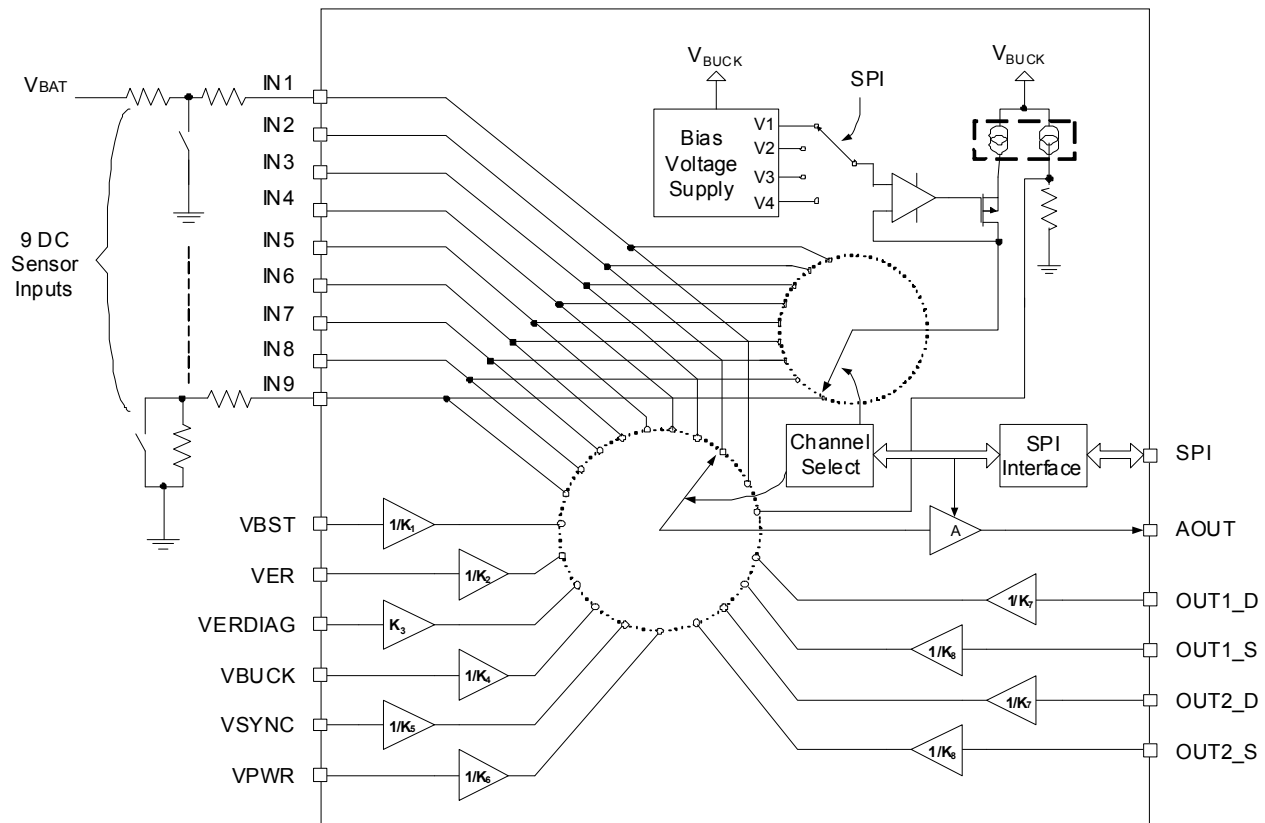 VBAT
9 DC
Sensor
Inputs
IN1
IN2
IN3
IN4
IN5
IN6
IN7
IN8
IN9
VBUCK
SPI
VBUCK
Bias
Voltage
Supply
V1
V2
V3
V4
Channel
Select
SPI
Interface
SPI
A
AOUT
VBST
1/K1
VER
1/K2
VERDIAG
K3
VBUCK
1/K4
VSYNC
1/K5
VPWR
1/K6
1/K7
OUT1_D
1/K8
OUT1_S
1/K7
OUT2_D
1/K8
OUT2_S